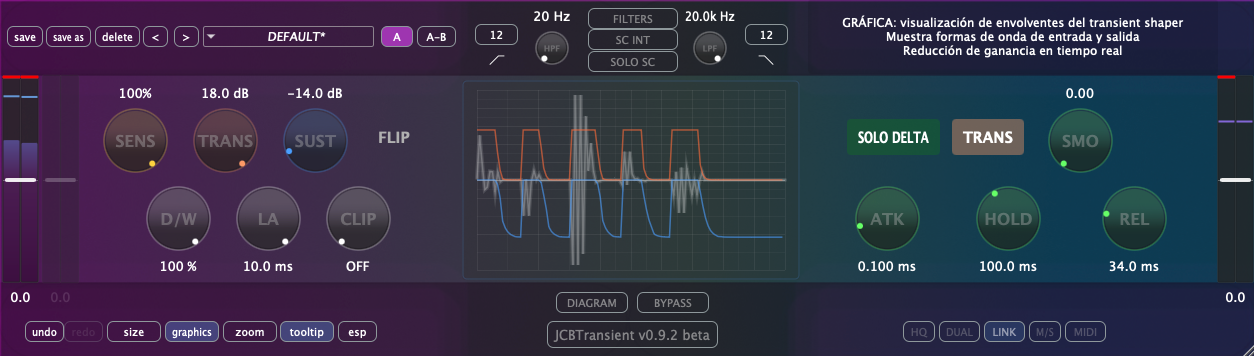 save
save as
delete
<
>
DEFAULT*
A
A-B
20 Hz
12
HPF
FILTERS
SC INT
SOLO SC
20.0k Hz
LPF
12
GRÁFICA: visualización de envolventes del transient shaper
Muestra formas de onda de entrada y salida
Reducción de ganancia en tiempo real
100%
18.0 dB
-14.0 dB
SENS
TRANS
SUST
FLIP
D/W
LA
CLIP
100 %
10.0 ms
OFF
0.00
SOLO DELTA
TRANS
SMO
ATK
HOLD
REL
0.100 ms
100.0 ms
34.0 ms
0.0
0.0
0.0
DIAGRAM
BYPASS
undo
redo
size
graphics
zoom
tooltip
esp
JCBTransient v0.9.2 beta
HQ
DUAL
LINK
M/S
MIDI